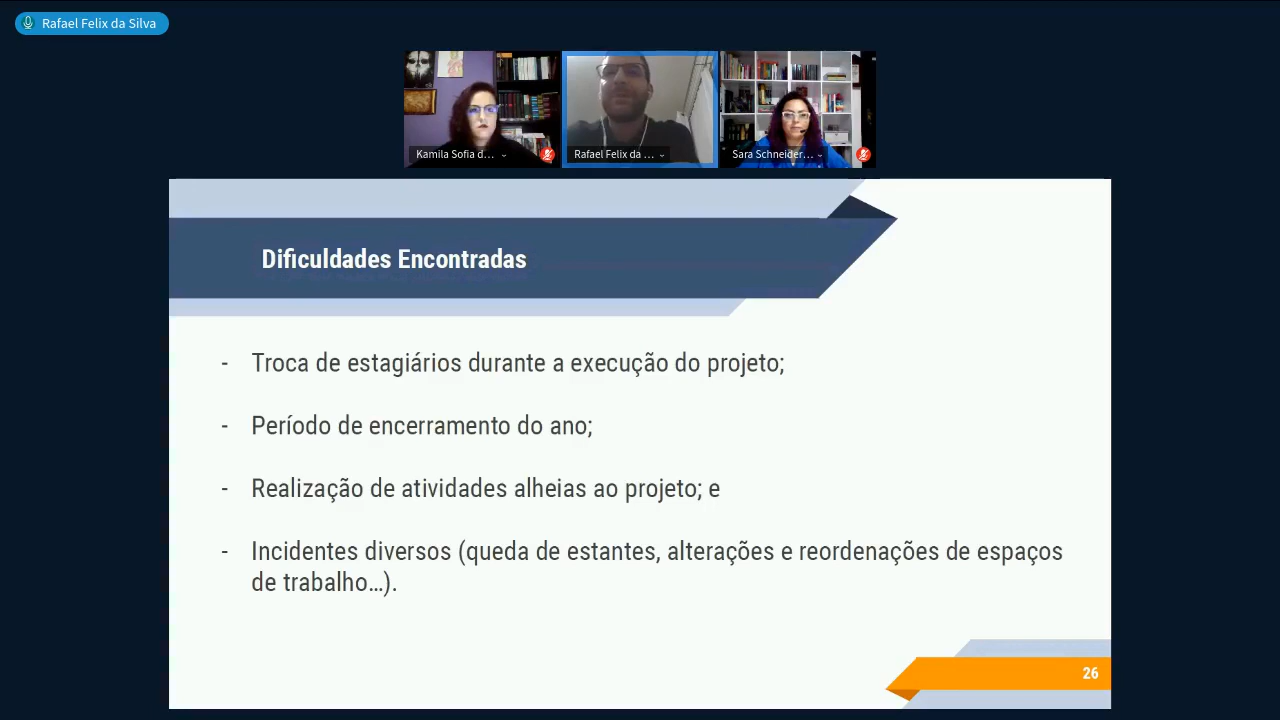 Rafael Felix da Silva
Kamila Sofia d...
Rafael Felix da ...
Sara Schneider...
Dificuldades Encontradas
- Troca de estagiários durante a execução do projeto;
- Período de encerramento do ano;
- Realização de atividades alheias ao projeto; e
- Incidentes diversos (queda de estantes, alterações e reordenações de espaços
de trabalho...).
26